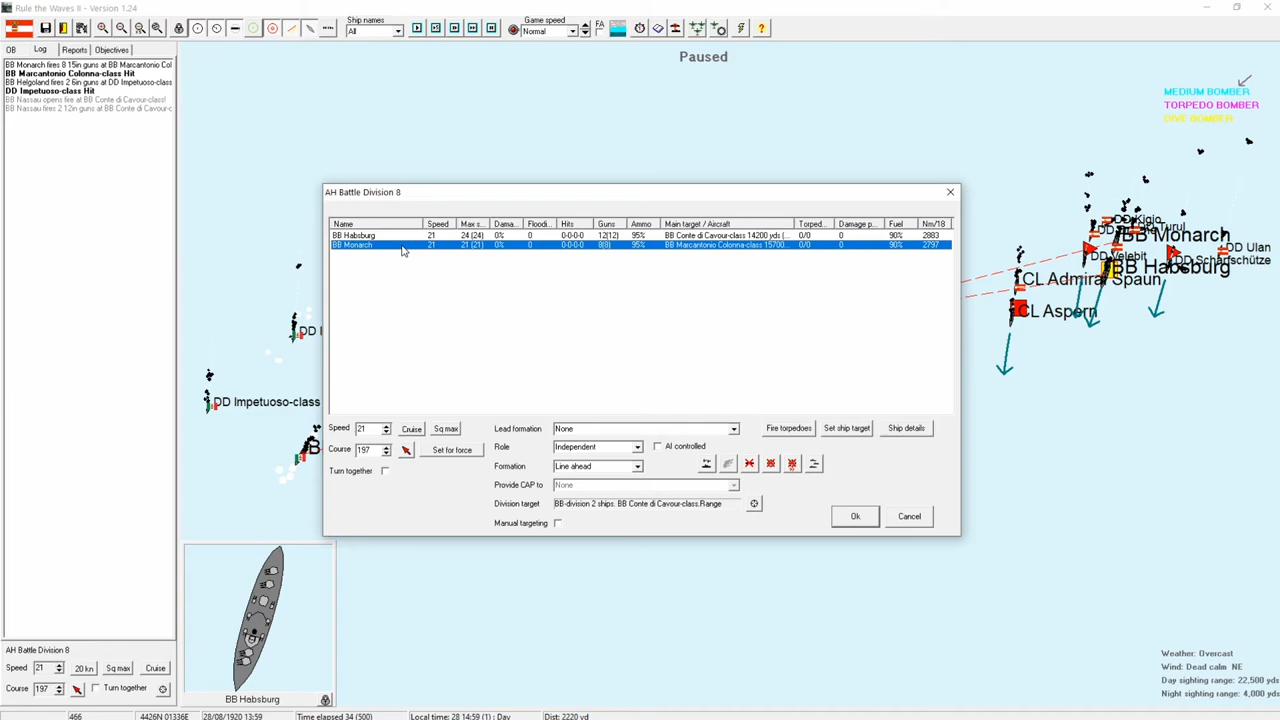 Rule the Waves II - Version 1.24
Ship names
All
Game speed
Normal
FA
OB Log Reports Objectives
BB Monarch fires 8 15in guns at BB Marcantonio Col
BB Marcantonio Colonna-class Hit
BB Helgoland fires 2 6in guns at DD Impetuoso-class
DD Impetuoso-class Hit
BB Nassau opens fire at BB Conte di Cavour-class!
BB Nassau fires 2 12in guns at BB Conte di Cavour-c
Paused
MEDIUM BOMBER
TORPEDO BOMBER
DIVE BOMBER
AH Battle Division 8
Name Speed Max s... Dama... Floodi... Hits Guns Ammo Main target / Aircraft Torped... Damage p... Fuel Nm/18
BB Habsburg 21 24 (24) 0% 0 0-0-0-0 12(12) 95% BB Conte di Cavour-class 14200 yds (... 0/0 0 90% 2883
BB Monarch 21 21 (21) 0% 0 0-0-0-0 8(8) 95% BB Marcantonio Colonna-class 15700... 0/0 0 90% 2797
DD Kigjo
BB Monarch
DD Ulan
DD Velebit
DD Scharfschütze
BB Habsburg
CL Admiral Spaun
CL Aspern
DD I
DD Impetuoso-class
B
Speed 21 Cruise Sq max
Course 197 Set for force
Turn together
Lead formation None
Role Independent AI controlled
Formation Line ahead
Provide CAP to None
Division target BB-division 2 ships. BB Conte di Cavour-class.Range
Manual targeting
Fire torpedoes Set ship target Ship details
Ok Cancel
BB Habsburg
AH Battle Division 8
Speed 21 20 kn Sq max Cruise
Course 197 Turn together
Weather: Overcast
Wind: Dead calm NE
Day sighting range: 22,500 yds
Night sighting range: 4,000 yds
466 4426N 01336E 28/08/1920 13:59 Time elapsed 34 (500) Local time: 28 14:59 (1) : Day Dist: 2220 yd